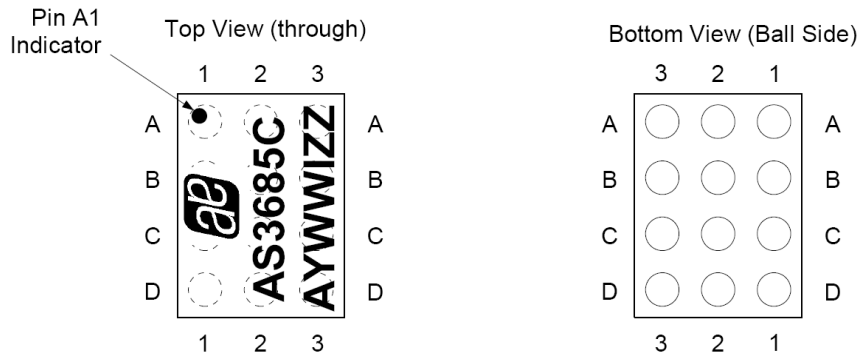 Pin A1
Indicator
Top View (through)
1 2 3
A A
B B
C C
D D
1 2 3
AS3685C
AYWWIZZ
Bottom View (Ball Side)
3 2 1
A A
B B
C C
D D
3 2 1